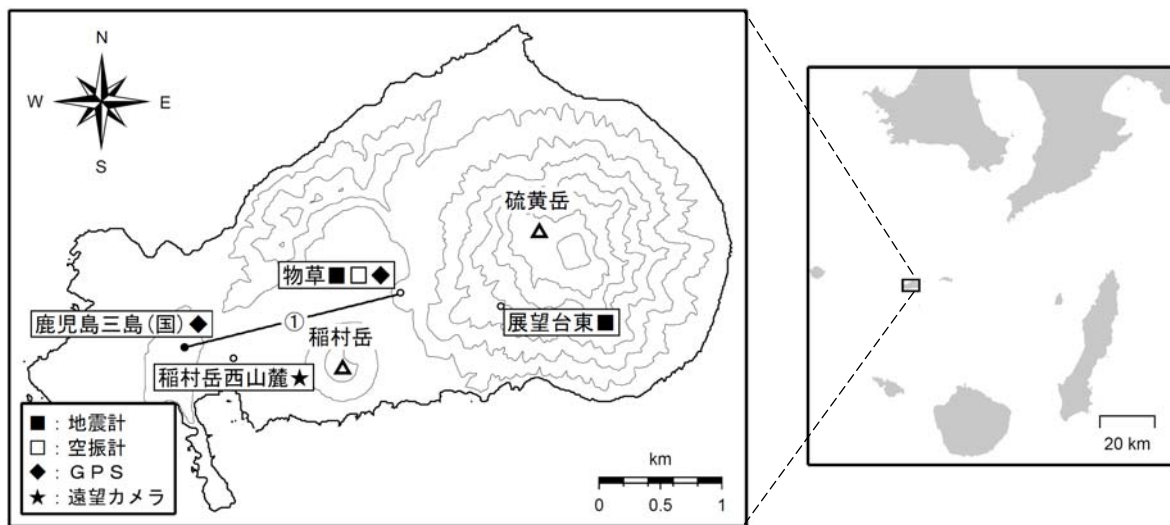 N
W
E
S
硫黄岳
物草■□◆
①
鹿児島三島(国)◆
展望台東■
稲村岳
稲村岳西山麓★
■:地震計
□:空振計
◆:GPS
★:遠望カメラ
km
0 0.5 1
20 km